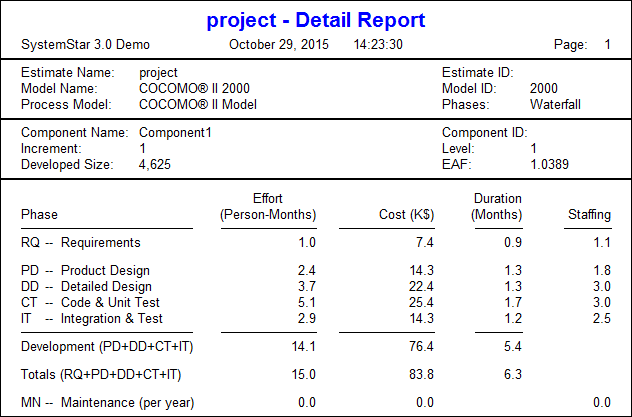 project - Detail Report
SystemStar 3.0 Demo October 29, 2015 14:23:30 Page: 1
Estimate Name: project Estimate ID:
Model Name: COCOMO® II 2000 Model ID: 2000
Process Model: COCOMO® II Model Phases: Waterfall
Component Name: Component1 Component ID:
Increment: 1 Level: 1
Developed Size: 4,625 EAF: 1.0389
Effort Duration
Phase (Person-Months) Cost (K$) (Months) Staffing
RQ -- Requirements 1.0 7.4 0.9 1.1
PD -- Product Design 2.4 14.3 1.3 1.8
DD -- Detailed Design 3.7 22.4 1.3 3.0
CT -- Code & Unit Test 5.1 25.4 1.7 3.0
IT -- Integration & Test 2.9 14.3 1.2 2.5
Development (PD+DD+CT+IT) 14.1 76.4 5.4
Totals (RQ+PD+DD+CT+IT) 15.0 83.8 6.3
MN -- Maintenance (per year) 0.0 0.0 0.0